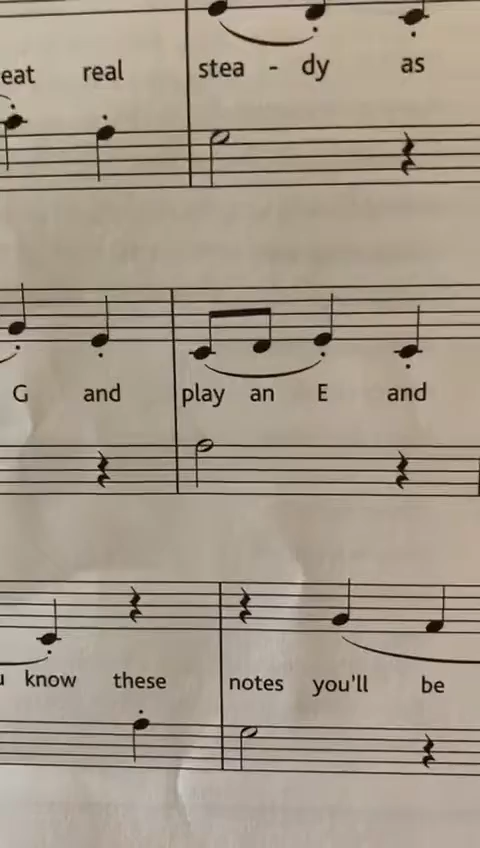 eat real stea - dy as
G and play an E and
know these notes you'll be